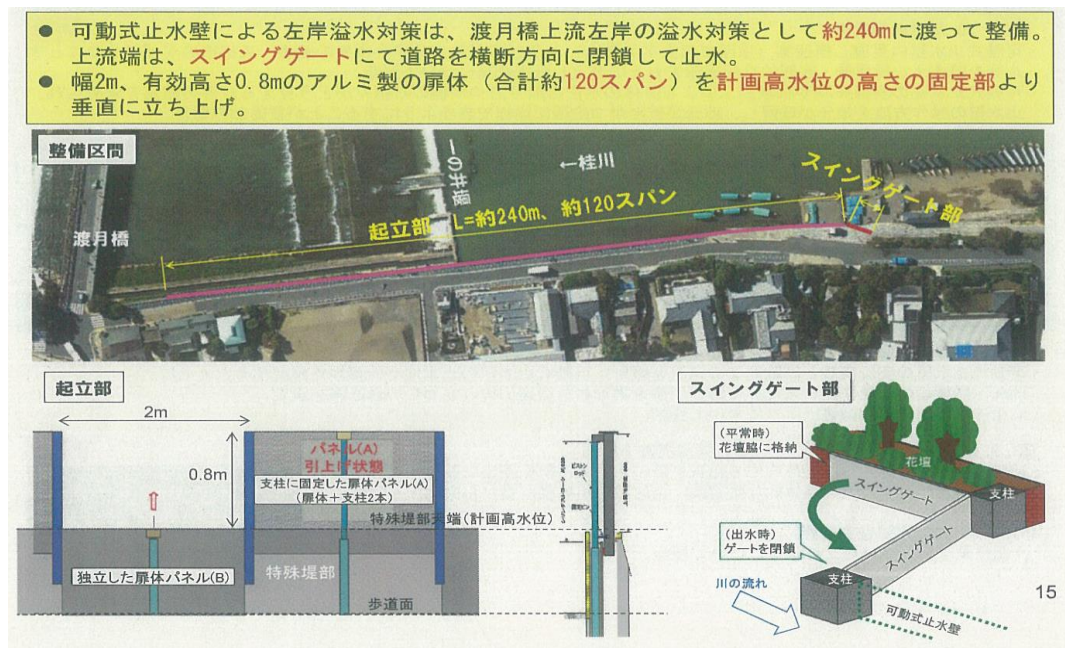 ● 可動式止水壁による左岸溢水対策は、渡月橋上流左岸の溢水対策として約240mに渡って整備。
上流端は、スイングゲートにて道路を横断方向に閉鎖して止水。
● 幅2m、有効高さ0.8mのアルミ製の扉体（合計約120スパン）を計画高水位の高さの固定部より
垂直に立ち上げ。
整備区間
一の井堰
←桂川
スイングゲート部
起立部 L=約240m、約120スパン
渡月橋
起立部
2m
0.8m
パネル(A)
引上げ状態
支柱に固定した扉体パネル(A)
(扉体＋支柱2本)
特殊堤部天端(計画高水位)
独立した扉体パネル(B)
特殊堤部
歩道面
ピストン
ロッド
スイングゲート部
(平常時)
花壇脇に格納
花壇
スイングゲート
支柱
スイングゲート
(出水時)
ゲートを閉鎖
支柱
川の流れ
可動式止水壁
15